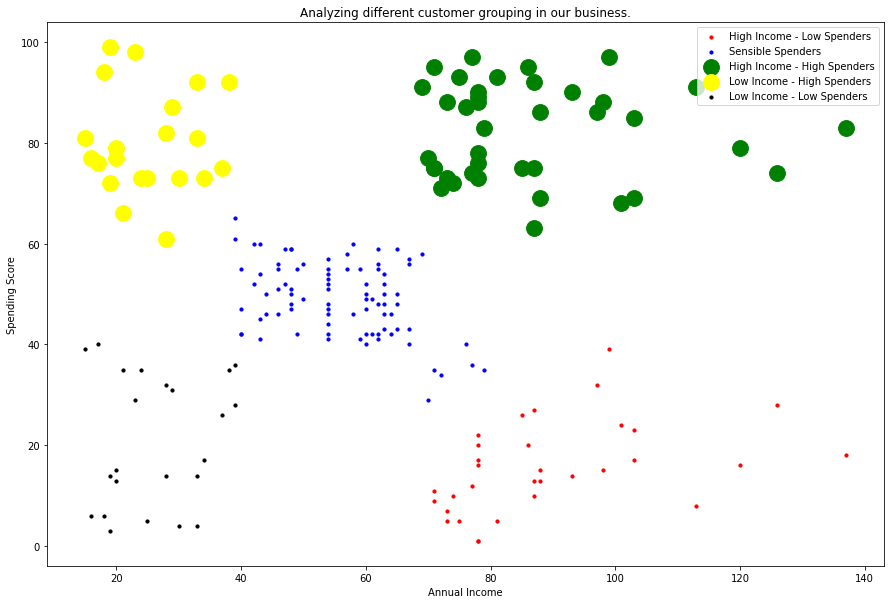 Analyzing different customer grouping in our business.
High Income - Low Spenders
Sensible Spenders
High Income - High Spenders
Low Income - High Spenders
Low Income - Low Spenders
Spending Score
100
80
60
40
20
0
20 40 60 80 100 120 140
Annual Income